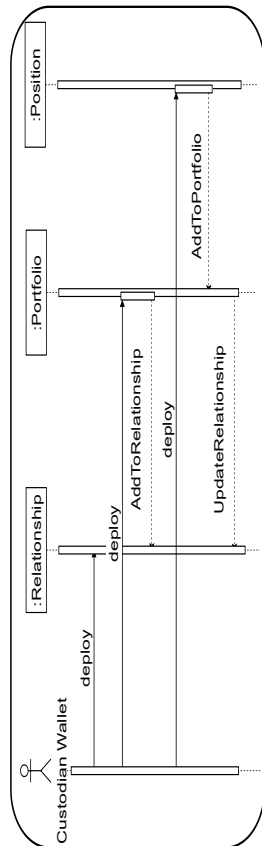 Custodian Wallet
:Relationship
:Portfolio
:Position
deploy
deploy
AddToRelationship
deploy
AddToPortfolio
UpdateRelationship